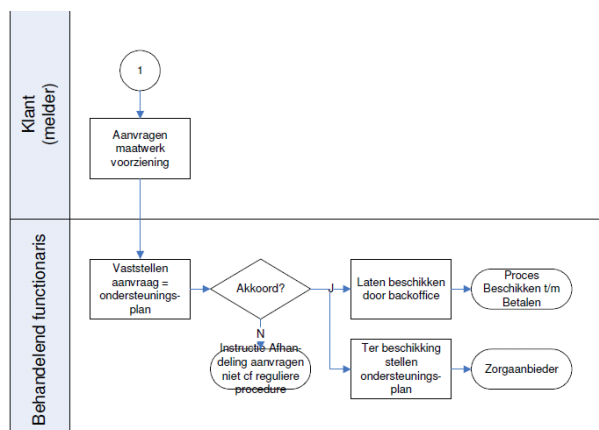 Klant
(melder)
1
Aanvragen
maatwerk
voorziening
Behandelend functionaris
Vaststellen
aanvraag =
ondersteunings-
plan
Akkoord?
J
Laten beschikken
door backoffice
Proces
Beschikken t/m
Betalen
N
Instructie Afhan-
deling aanvragen
niet cf reguliere
procedure
Ter beschikking
stellen
ondersteunings-
plan
Zorgaanbieder